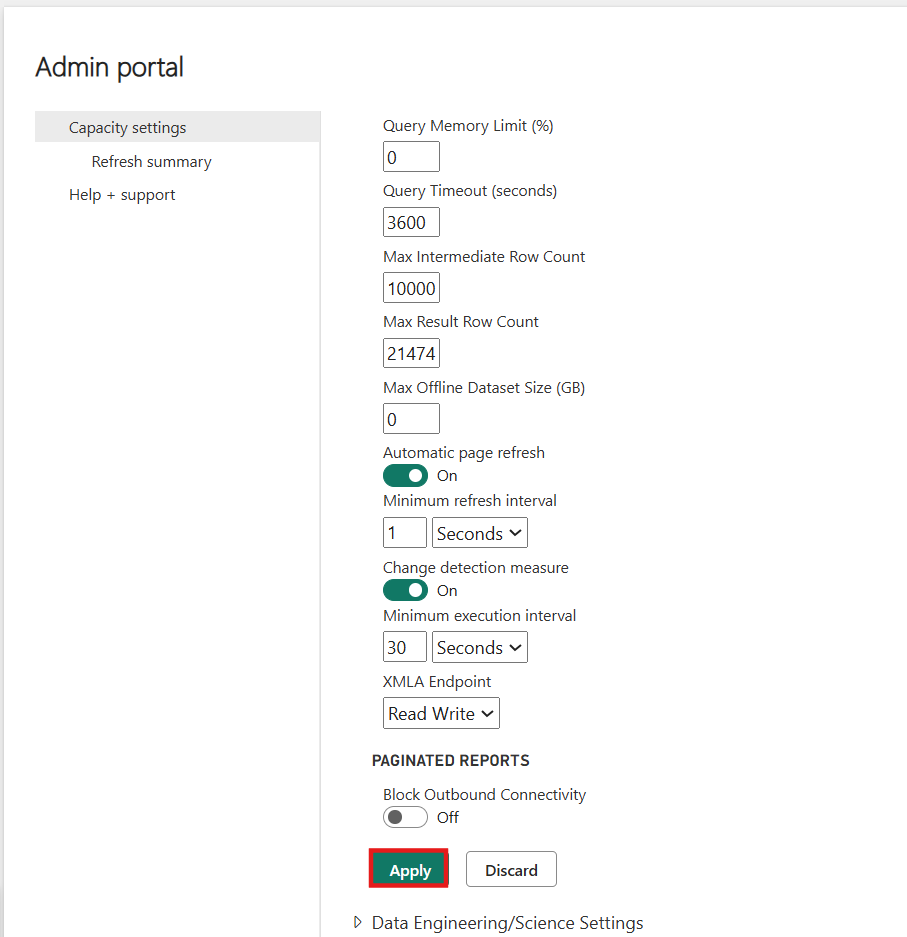 Admin portal
Capacity settings
Refresh summary
Help + support
Query Memory Limit (%)
0
Query Timeout (seconds)
3600
Max Intermediate Row Count
10000
Max Result Row Count
21474
Max Offline Dataset Size (GB)
0
Automatic page refresh
On
Minimum refresh interval
1 Seconds
Change detection measure
On
Minimum execution interval
30 Seconds
XMLA Endpoint
Read Write
PAGINATED REPORTS
Block Outbound Connectivity
Off
Apply Discard
Data Engineering/Science Settings